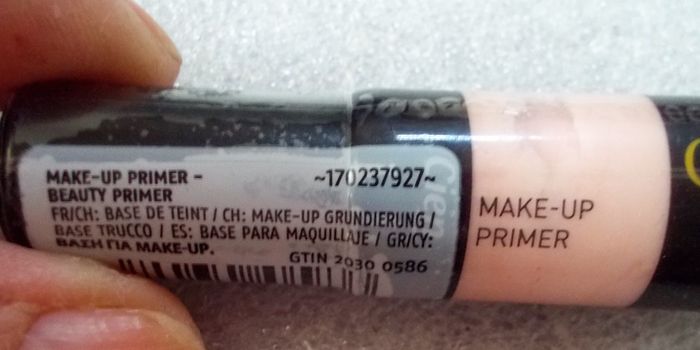 MAKE-UP PRIMER –
~170237927~
BEAUTY PRIMER
FR/CH: BASE DE TEINT / CH: MAKE-UP GRUNDIERUNG /
BASE TRUCCO / ES: BASE PARA MAQUILLAJE / GR/CY:
ΒΑΣΗ ΓΙΑ MAKE-UP.
GTIN 2030 0586
Cien
MAKE-UP
PRIMER